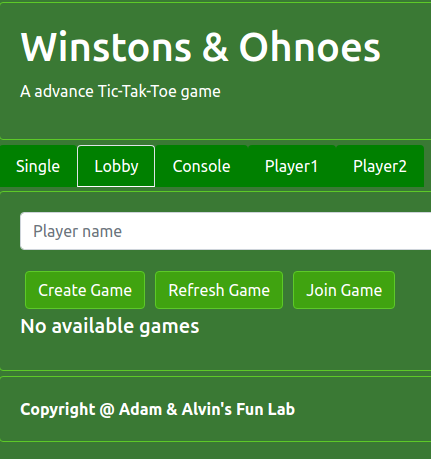 Winstons & Ohnoes
A advance Tic-Tak-Toe game
Single Lobby Console Player1 Player2
Player name
Create Game Refresh Game Join Game
No available games
Copyright @ Adam & Alvin's Fun Lab